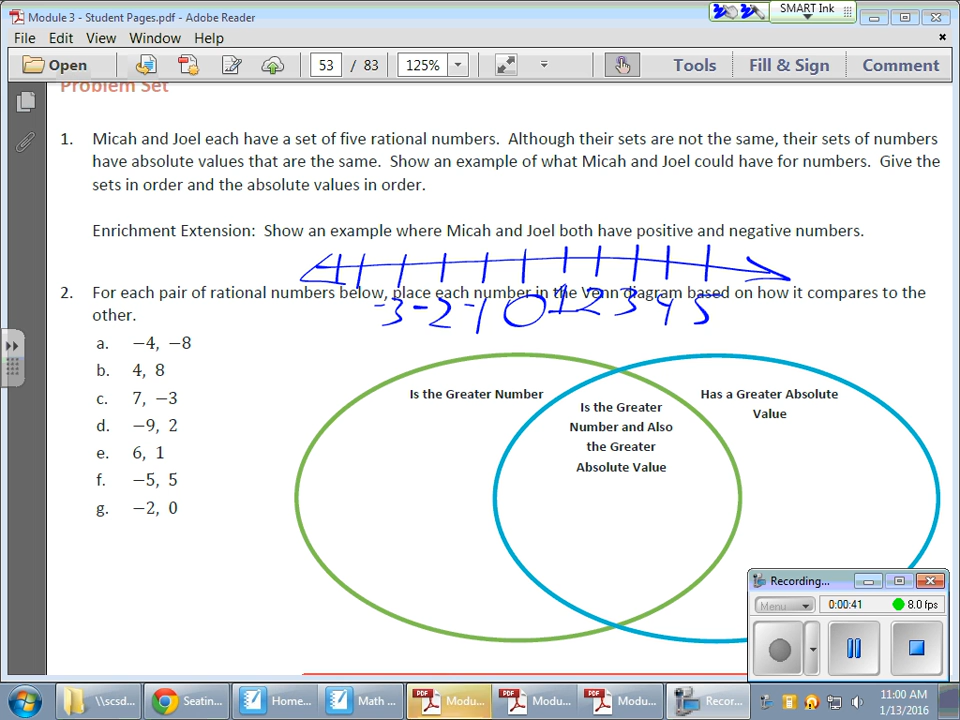 Module 3 - Student Pages.pdf - Adobe Reader
SMART Ink
File Edit View Window Help
Open 53 / 83 125% Tools Fill & Sign Comment
Problem Set
1. Micah and Joel each have a set of five rational numbers. Although their sets are not the same, their sets of numbers
have absolute values that are the same. Show an example of what Micah and Joel could have for numbers. Give the
sets in order and the absolute values in order.
Enrichment Extension: Show an example where Micah and Joel both have positive and negative numbers.
2. For each pair of rational numbers below, place each number in the Venn diagram based on how it compares to the
other.
-3 -2 -1 0 1 2 3 4 5
a. −4, −8
b. 4, 8
c. 7, −3
d. −9, 2
e. 6, 1
f. −5, 5
g. −2, 0
Is the Greater Number
Is the Greater
Number and Also
the Greater
Absolute Value
Has a Greater Absolute
Value
Recording...
Menu 0:00:41 8.0 fps
\\scsd... Seatin... Home... Math ... Modu... Modu... Modu... Recor...
11:00 AM
1/13/2016